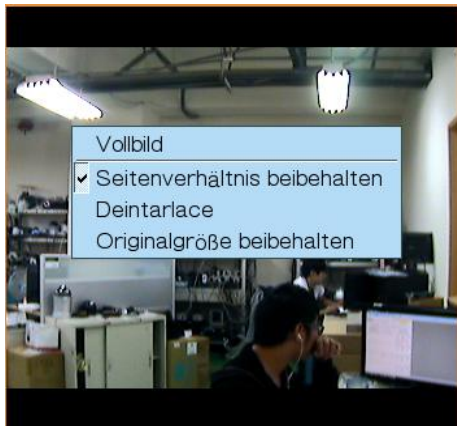 Vollbild
Seitenverhältnis beibehalten
Deintarlace
Originalgröße beibehalten